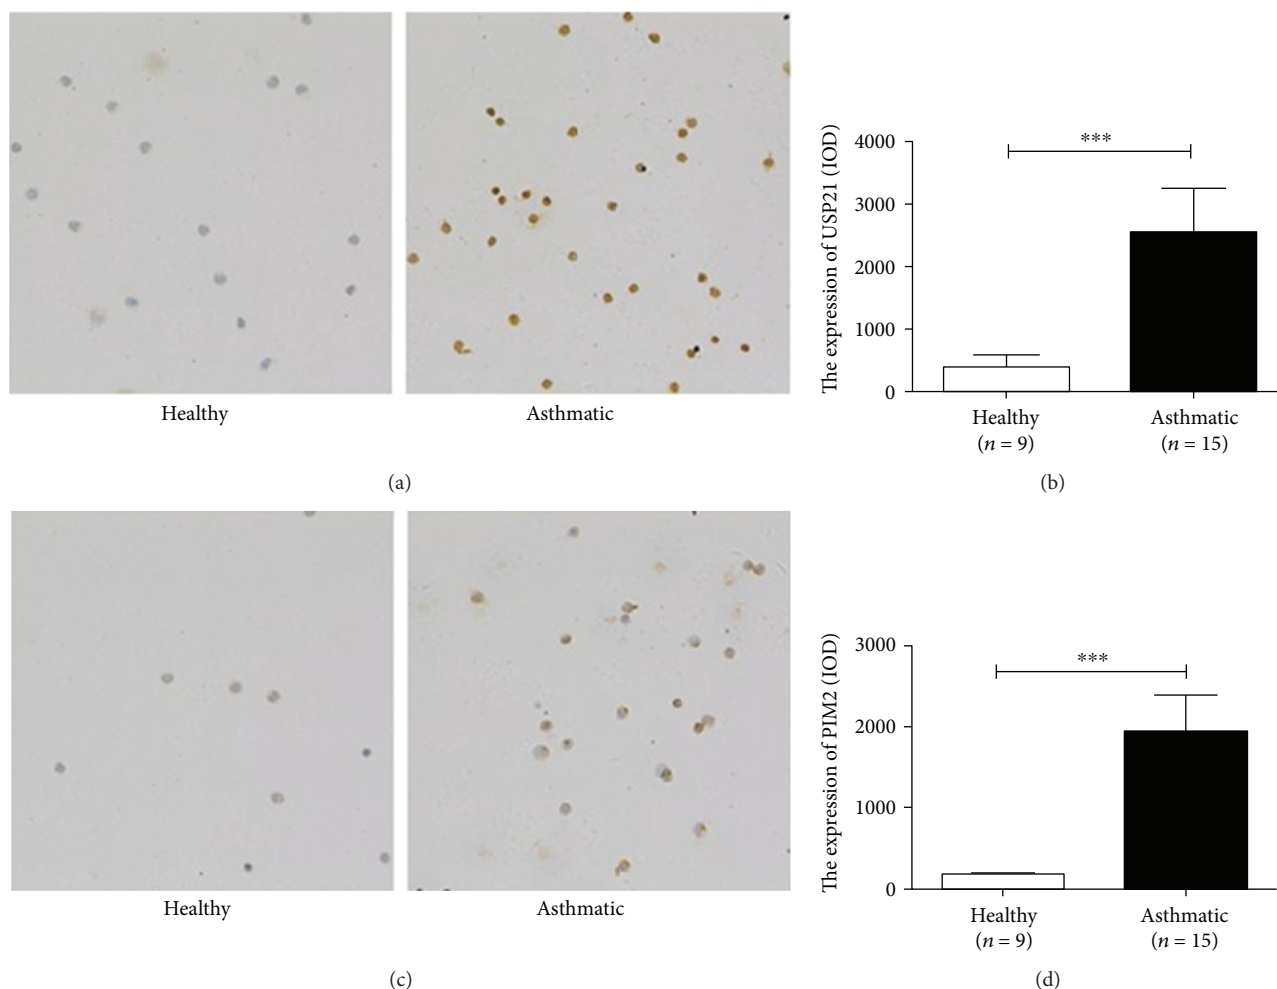 Healthy
Asthmatic
(a)
The expression of USP21 (IOD)
4000
3000
2000
1000
0
***
Healthy
(n = 9)
Asthmatic
(n = 15)
(b)
Healthy
Asthmatic
(c)
The expression of PIM2 (IOD)
3000
2000
1000
0
***
Healthy
(n = 9)
Asthmatic
(n = 15)
(d)